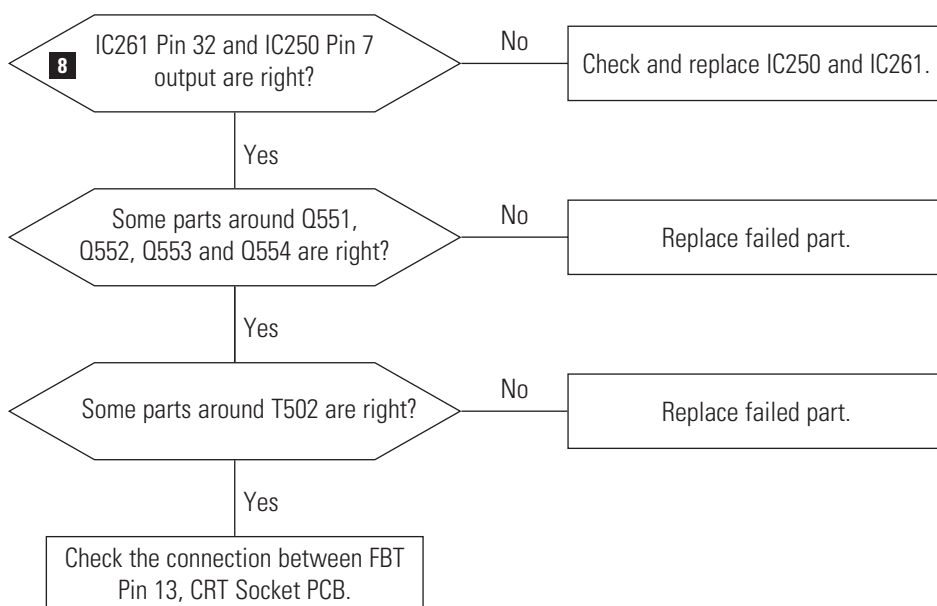 8
IC261 Pin 32 and IC250 Pin 7
output are right?
No
Check and replace IC250 and IC261.
Yes
Some parts around Q551,
Q552, Q553 and Q554 are right?
No
Replace failed part.
Yes
Some parts around T502 are right?
No
Replace failed part.
Yes
Check the connection between FBT
Pin 13, CRT Socket PCB.